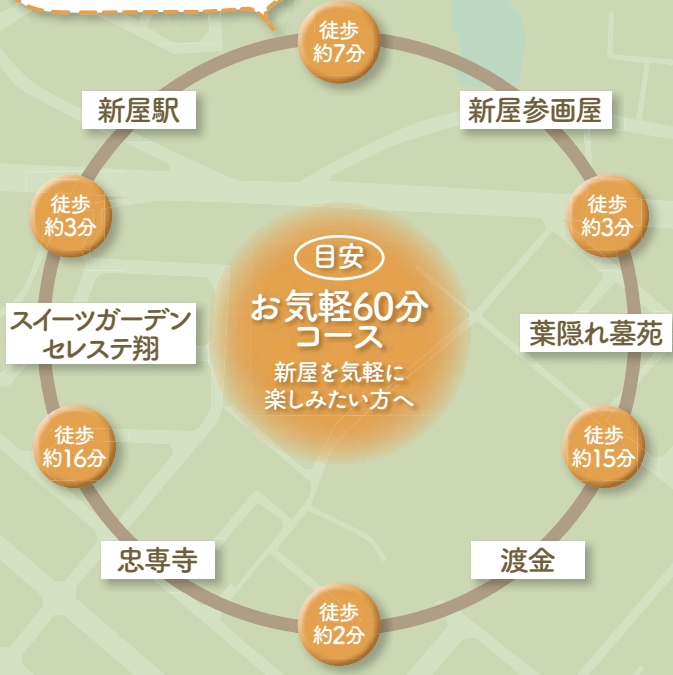 徒歩
約7分
新屋駅
新屋参画屋
徒歩
約3分
徒歩
約3分
目安
お気軽60分
コース
新屋を気軽に
楽しみたい方へ
スイーツガーデン
セレステ翔
葉隠れ墓苑
徒歩
約16分
徒歩
約15分
忠専寺
渡金
徒歩
約2分